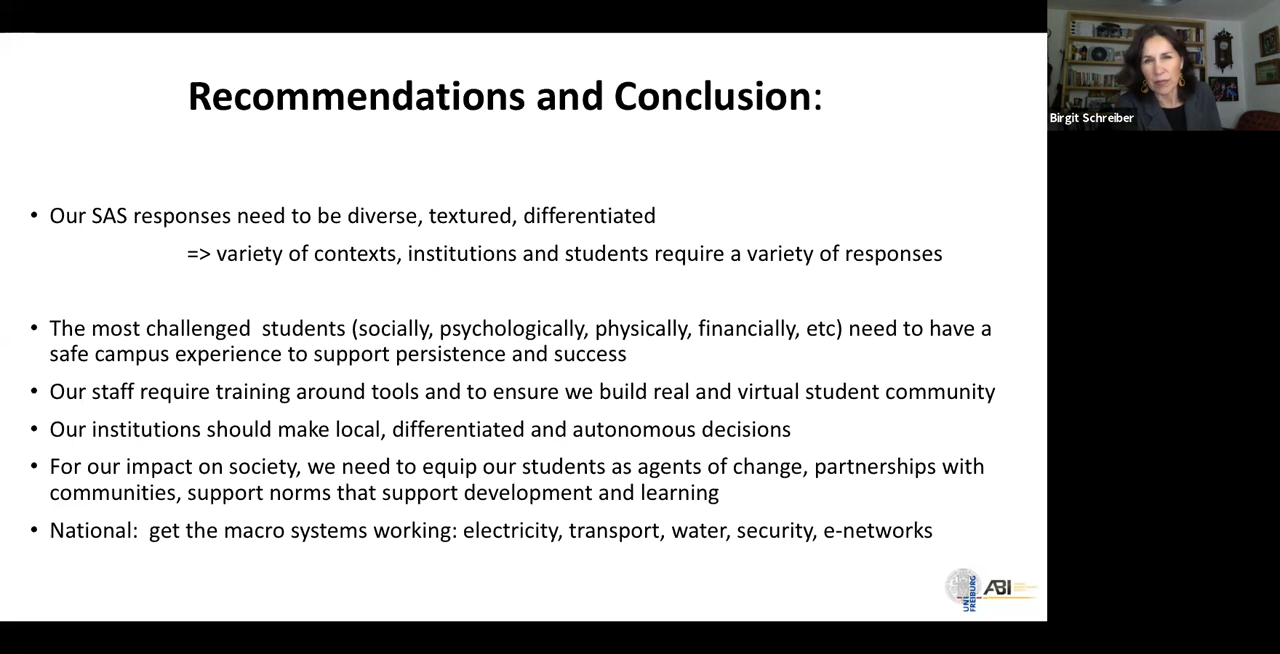 Recommendations and Conclusion:
• Our SAS responses need to be diverse, textured, differentiated
=> variety of contexts, institutions and students require a variety of responses
• The most challenged  students (socially, psychologically, physically, financially, etc) need to have a
safe campus experience to support persistence and success
• Our staff require training around tools and to ensure we build real and virtual student community
• Our institutions should make local, differentiated and autonomous decisions
• For our impact on society, we need to equip our students as agents of change, partnerships with
communities, support norms that support development and learning
• National:  get the macro systems working: electricity, transport, water, security, e-networks
UNI
FREIBURG
ABI
Birgit Schreiber